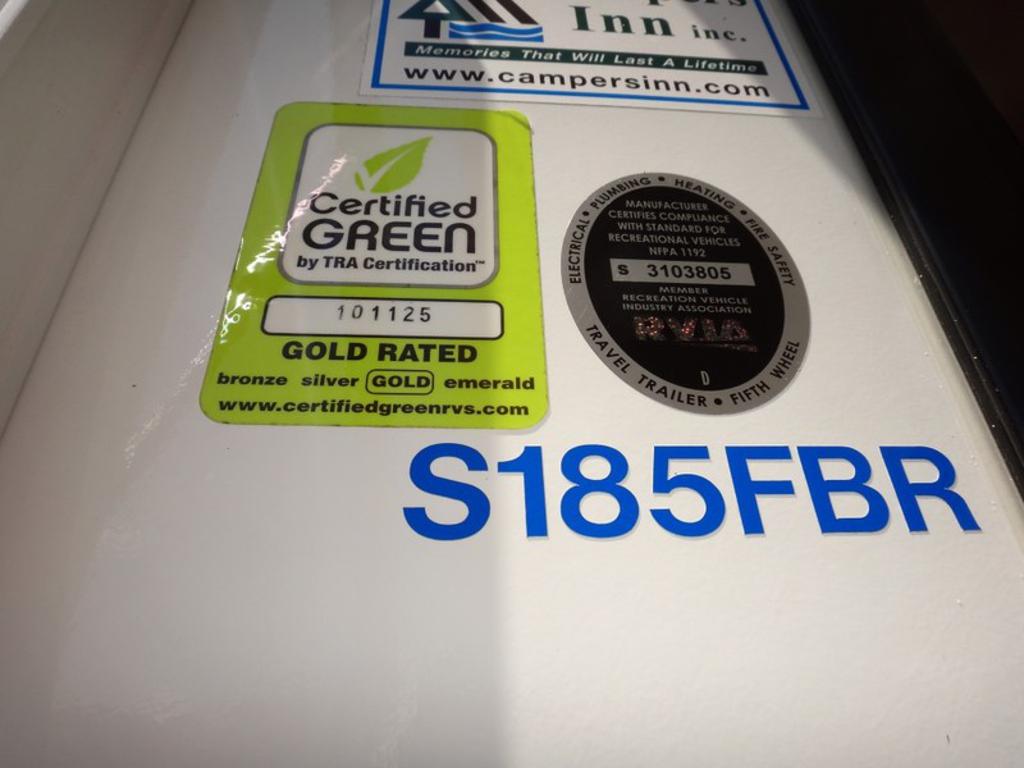 Inn inc.
Memories That Will Last A Lifetime
www.campersinn.com
Certified
GREEN
by TRA Certification™
101125
GOLD RATED
bronze silver GOLD emerald
www.certifiedgreenrvs.com
ELECTRICAL • PLUMBING • HEATING • FIRE SAFETY
MANUFACTURER
CERTIFIES COMPLIANCE
WITH STANDARD FOR
RECREATIONAL VEHICLES
NFPA 1192
S 3103805
MEMBER
RECREATION VEHICLE
INDUSTRY ASSOCIATION
RVIA
D
TRAVEL TRAILER • FIFTH WHEEL
S185FBR